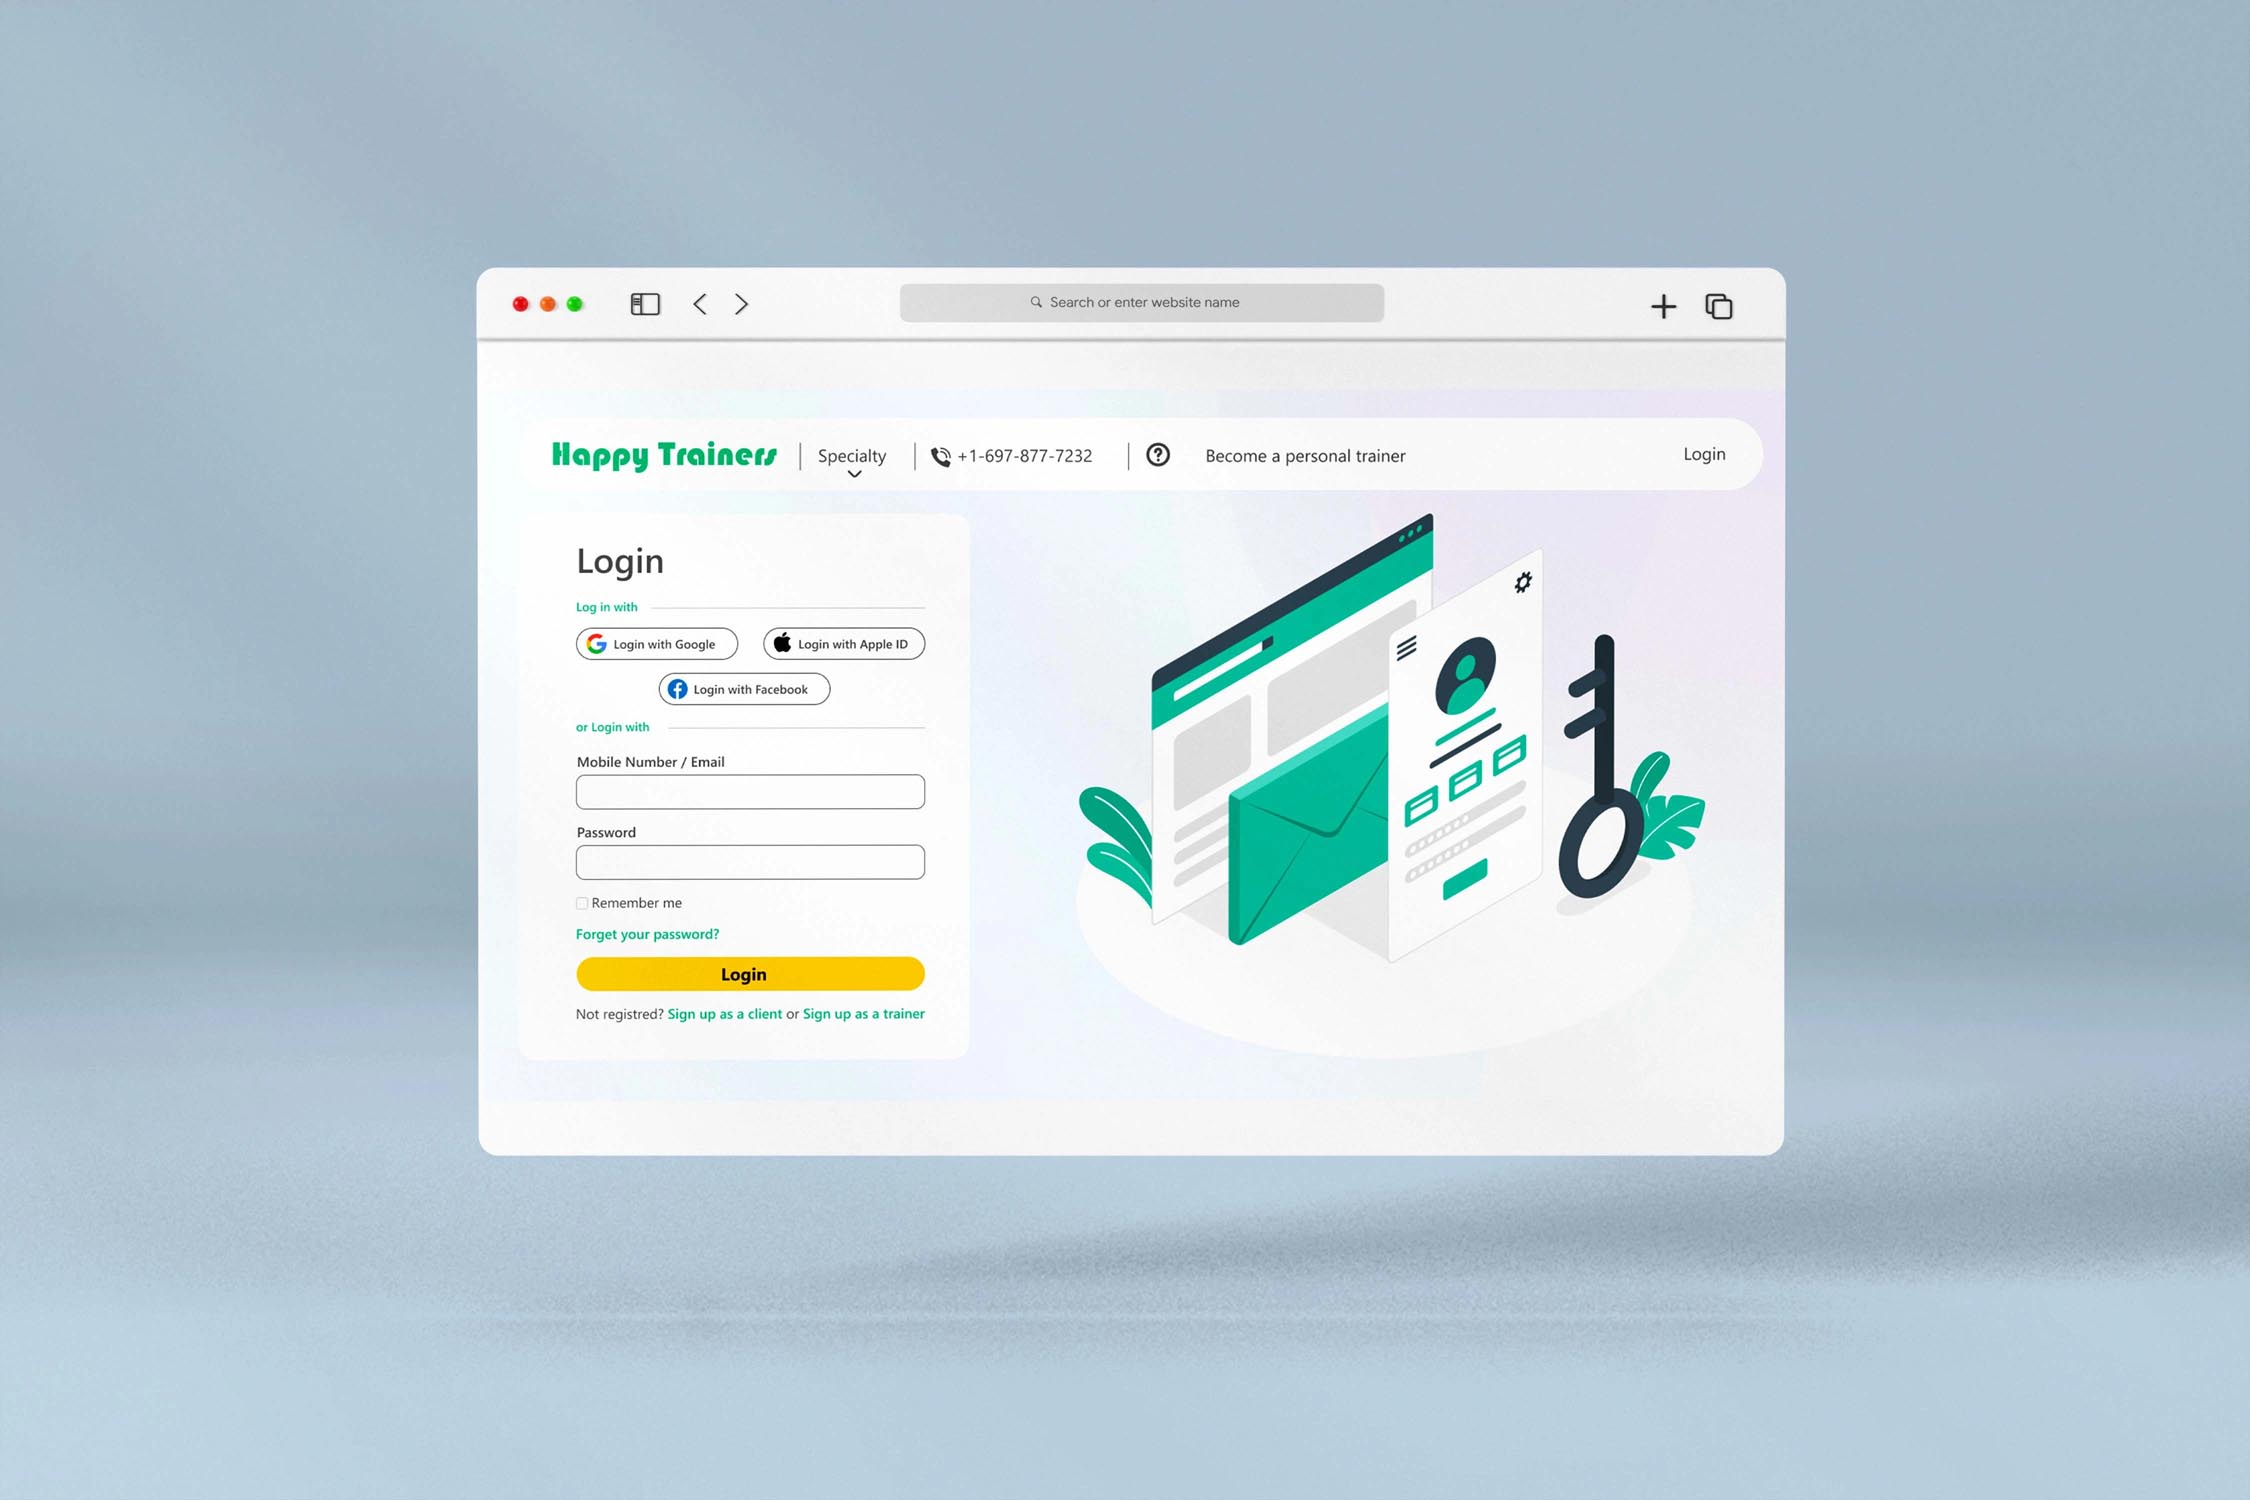 Search or enter website name
Happy Trainers
Specialty
+1-697-877-7232
Become a personal trainer
Login
Login
Log in with
Login with Google
Login with Apple ID
Login with Facebook
or Login with
Mobile Number / Email
Password
Remember me
Forget your password?
Login
Not registred? Sign up as a client or Sign up as a trainer